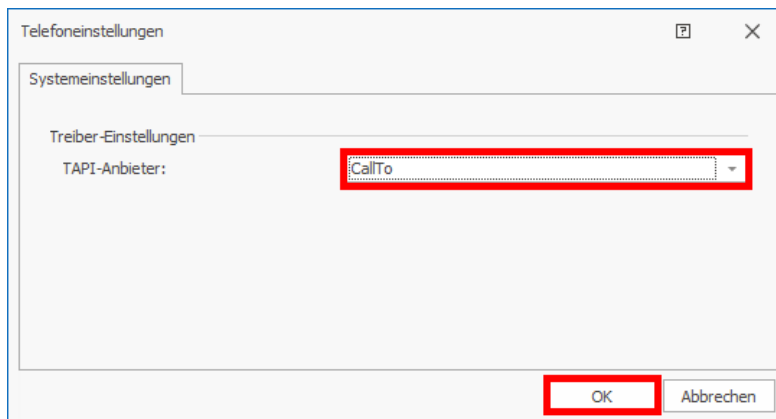 Telefoneinstellungen
Systemeinstellungen
Treiber-Einstellungen
TAPI-Anbieter: CallTo
OK Abbrechen